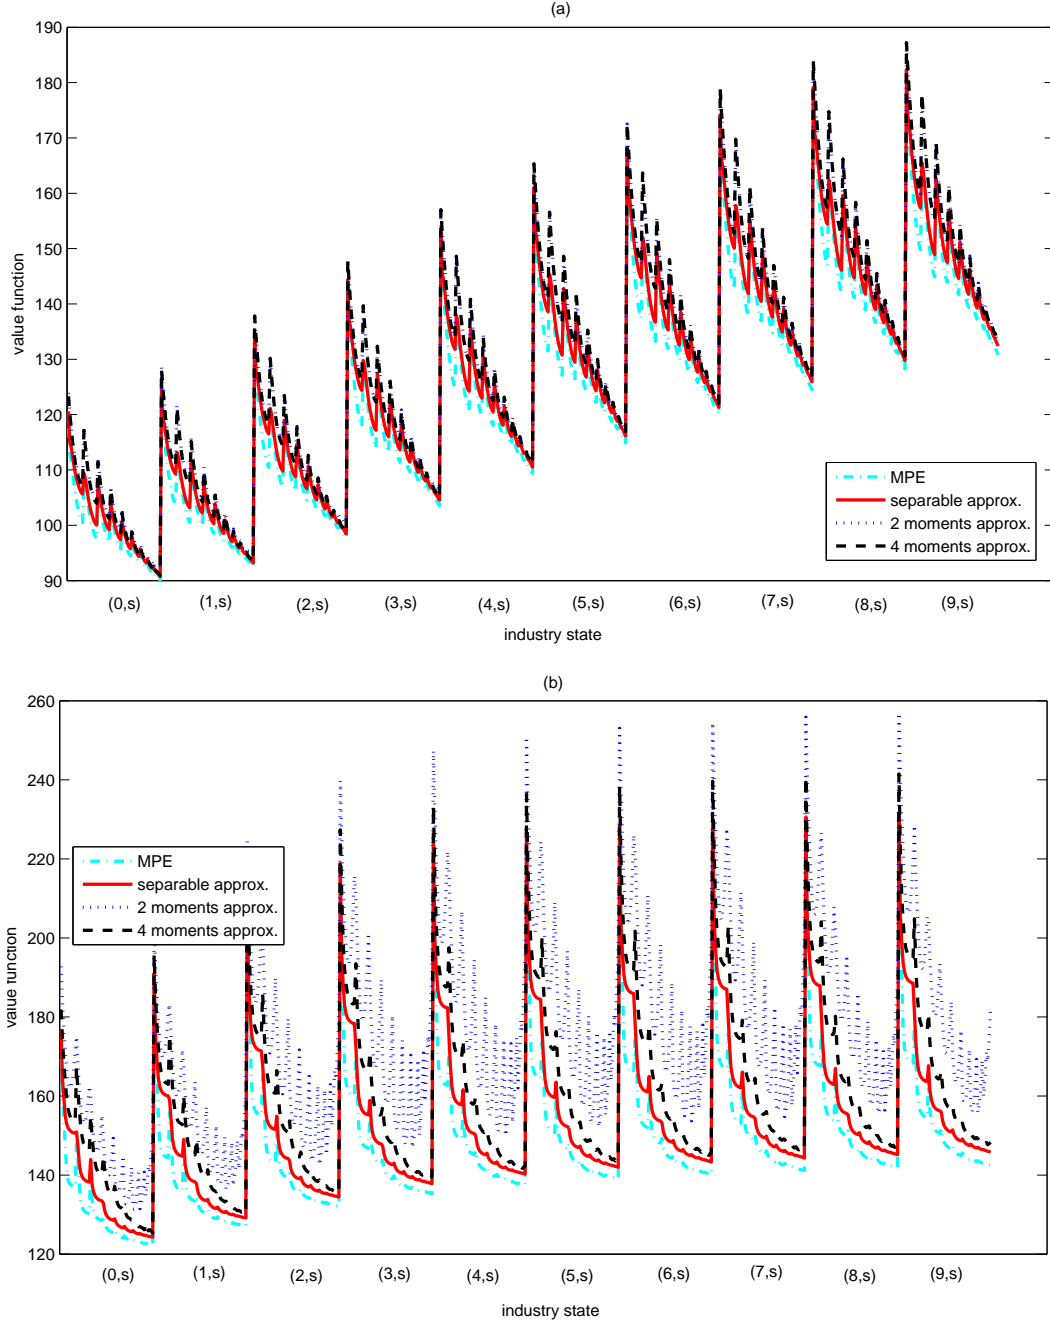 (a)
190
180
170
160
150
140
130
120
110
100
90
value function
MPE
separable approx.
2 moments approx.
4 moments approx.
(0,s) (1,s) (2,s) (3,s) (4,s) (5,s) (6,s) (7,s) (8,s) (9,s)
industry state
(b)
260
240
220
200
180
160
140
120
value function
MPE
separable approx.
2 moments approx.
4 moments approx.
(0,s) (1,s) (2,s) (3,s) (4,s) (5,s) (6,s) (7,s) (8,s) (9,s)
industry state